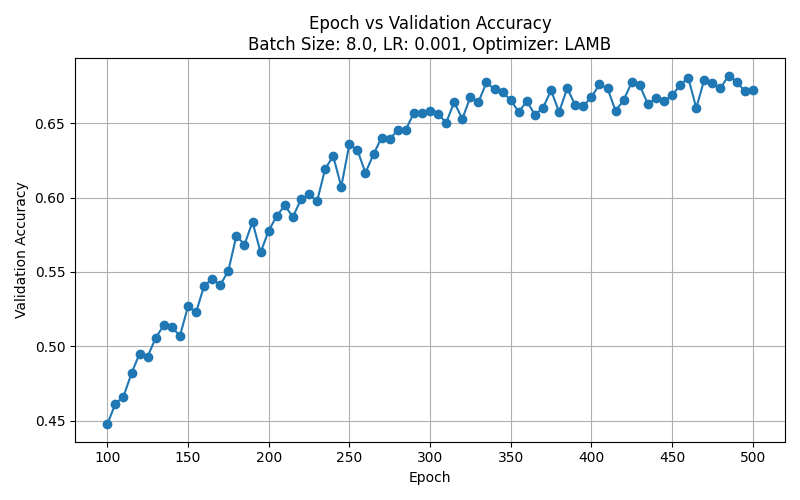 Epoch vs Validation Accuracy
Batch Size: 8.0, LR: 0.001, Optimizer: LAMB
Validation Accuracy
0.65
0.60
0.55
0.50
0.45
100 150 200 250 300 350 400 450 500
Epoch